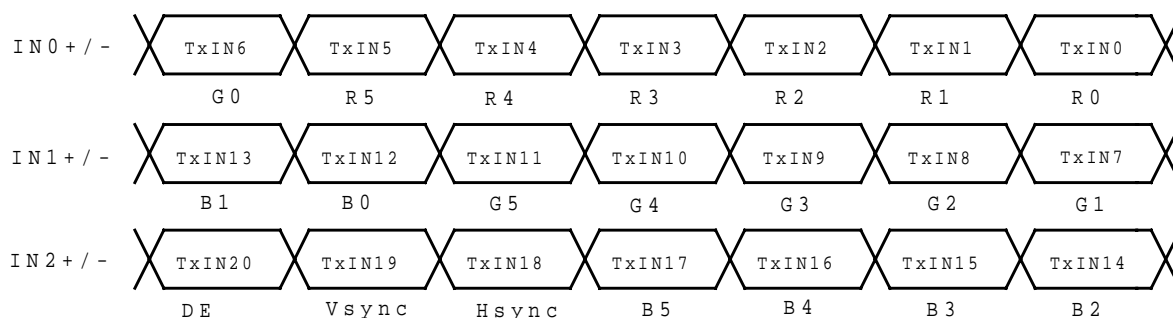 IN0+/- TxIN6 TxIN5 TxIN4 TxIN3 TxIN2 TxIN1 TxIN0
G0 R5 R4 R3 R2 R1 R0
IN1+/- TxIN13 TxIN12 TxIN11 TxIN10 TxIN9 TxIN8 TxIN7
B1 B0 G5 G4 G3 G2 G1
IN2+/- TxIN20 TxIN19 TxIN18 TxIN17 TxIN16 TxIN15 TxIN14
DE Vsync Hsync B5 B4 B3 B2